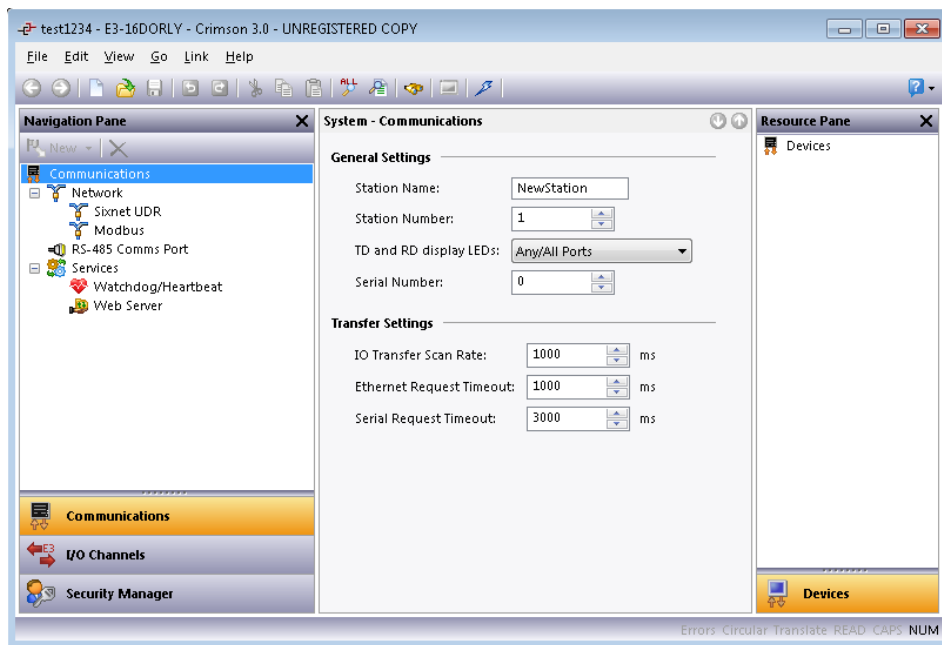 test1234 - E3-16DORLY - Crimson 3.0 - UNREGISTERED COPY
File Edit View Go Link Help
ALL
Navigation Pane
New
Communications
Network
Sixnet UDR
Modbus
RS-485 Comms Port
Services
Watchdog/Heartbeat
Web Server
Communications
E3
I/O Channels
Security Manager
System - Communications
General Settings
Station Name: NewStation
Station Number: 1
TD and RD display LEDs: Any/All Ports
Serial Number: 0
Transfer Settings
IO Transfer Scan Rate: 1000 ms
Ethernet Request Timeout: 1000 ms
Serial Request Timeout: 3000 ms
Resource Pane
Devices
Devices
Errors Circular Translate READ CAPS NUM